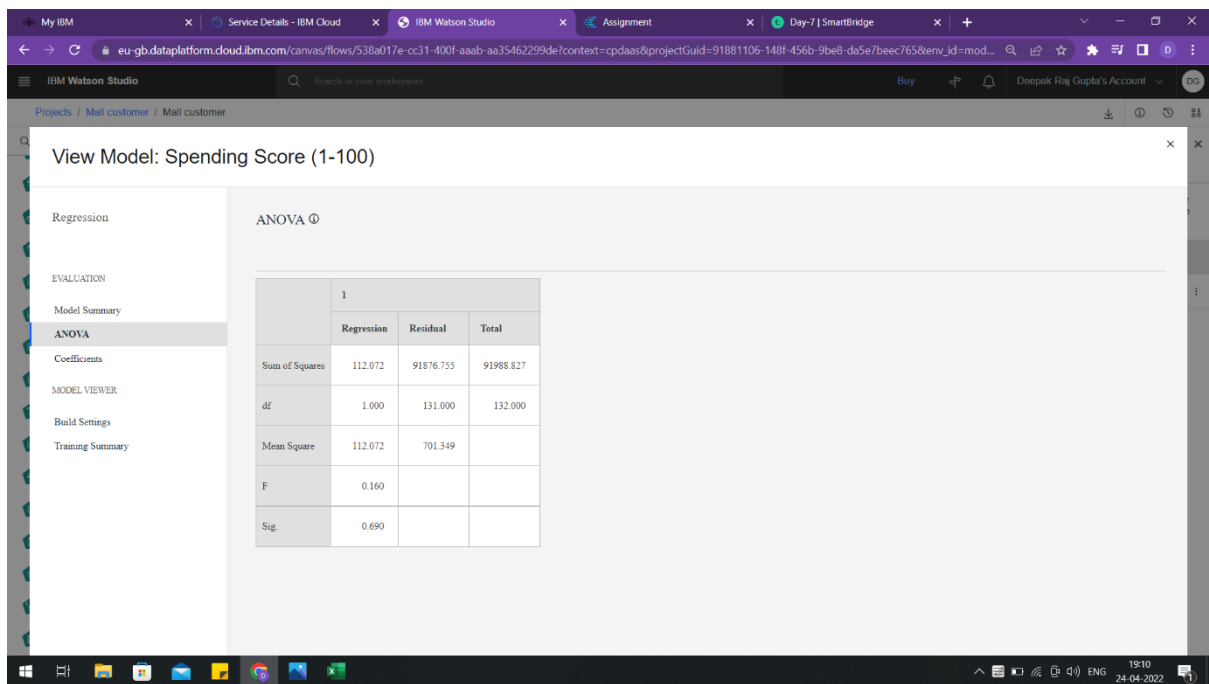 My IBM
Service Details - IBM Cloud
IBM Watson Studio
Assignment
Day-7 | SmartBridge
eu-gb.dataplatform.cloud.ibm.com/canvas/flows/538a017e-cc31-400f-aaab-aa35462299de?context=cpdaas&projectGuid=91881106-148f-456b-9be8-da5e7beec765&env_id=mod...
D
IBM Watson Studio
Search in your workspaces
Buy
Deepak Raj Gupta's Account
DG
Projects / Mall customer / Mall customer
View Model: Spending Score (1-100)
Regression
EVALUATION
Model Summary
ANOVA
Coefficients
MODEL VIEWER
Build Settings
Training Summary
ANOVA
1
Regression Residual Total
Sum of Squares 112.072 91876.755 91988.827
df 1.000 131.000 132.000
Mean Square 112.072 701.349
F 0.160
Sig. 0.690
ENG
19:10
24-04-2022